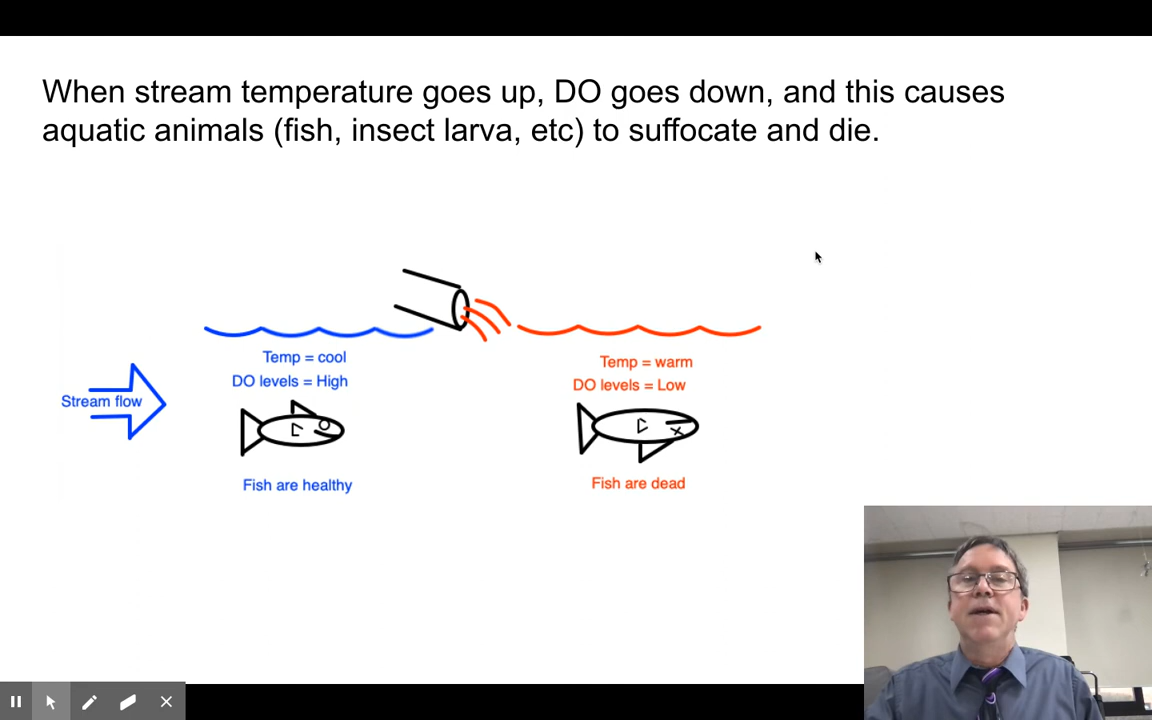 When stream temperature goes up, DO goes down, and this causes
aquatic animals (fish, insect larva, etc) to suffocate and die.
Temp = cool
DO levels = High
Stream flow
Fish are healthy
Temp = warm
DO levels = Low
Fish are dead